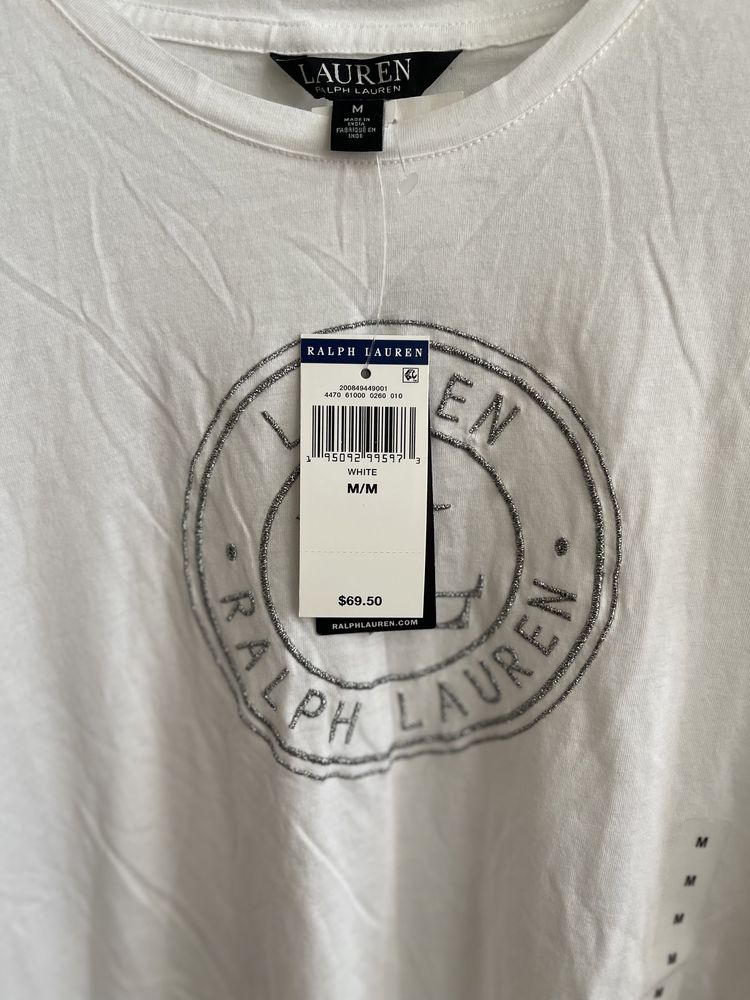 LAUREN
RALPH LAUREN
M
MADE IN
INDIA
FABRIQUÉ EN
INDE
RALPH LAUREN
200849449001
4470 61000 0260 010
1 95092 99597 3
WHITE
M/M
$69.50
RALPHLAUREN.COM
L EN
• RALPH LAUREN •
M
M
M
M
M